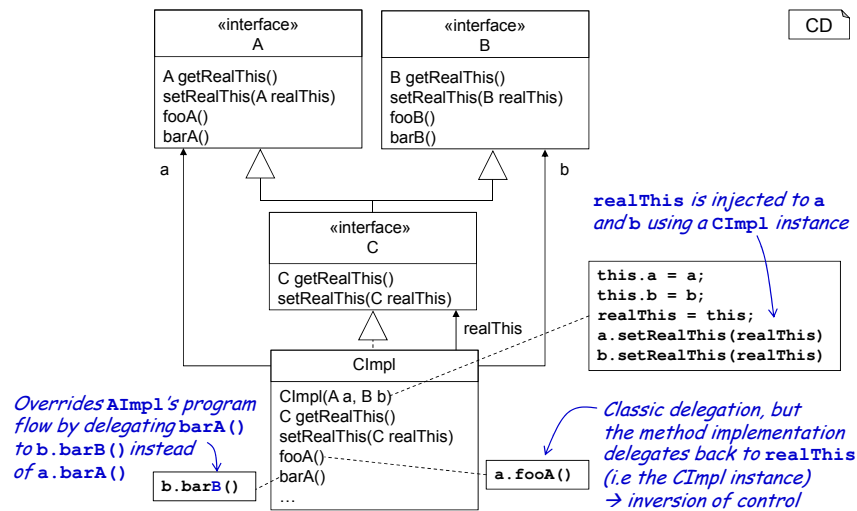 «interface»
A
A getRealThis()
setRealThis(A realThis)
fooA()
barA()
«interface»
B
B getRealThis()
setRealThis(B realThis)
fooB()
barB()
CD
a
b
realThis is injected to a
and b using a CImpl instance
«interface»
C
C getRealThis()
setRealThis(C realThis)
this.a = a;
this.b = b;
realThis = this;
a.setRealThis(realThis)
b.setRealThis(realThis)
realThis
CImpl
CImpl(A a, B b)
C getRealThis()
setRealThis(C realThis)
fooA()
barA()
…
Overrides AImpl's program
flow by delegating barA()
to b.barB() instead
of a.barA()
b.barB()
a.fooA()
Classic delegation, but
the method implementation
delegates back to realThis
(i.e the CImpl instance)
→ inversion of control